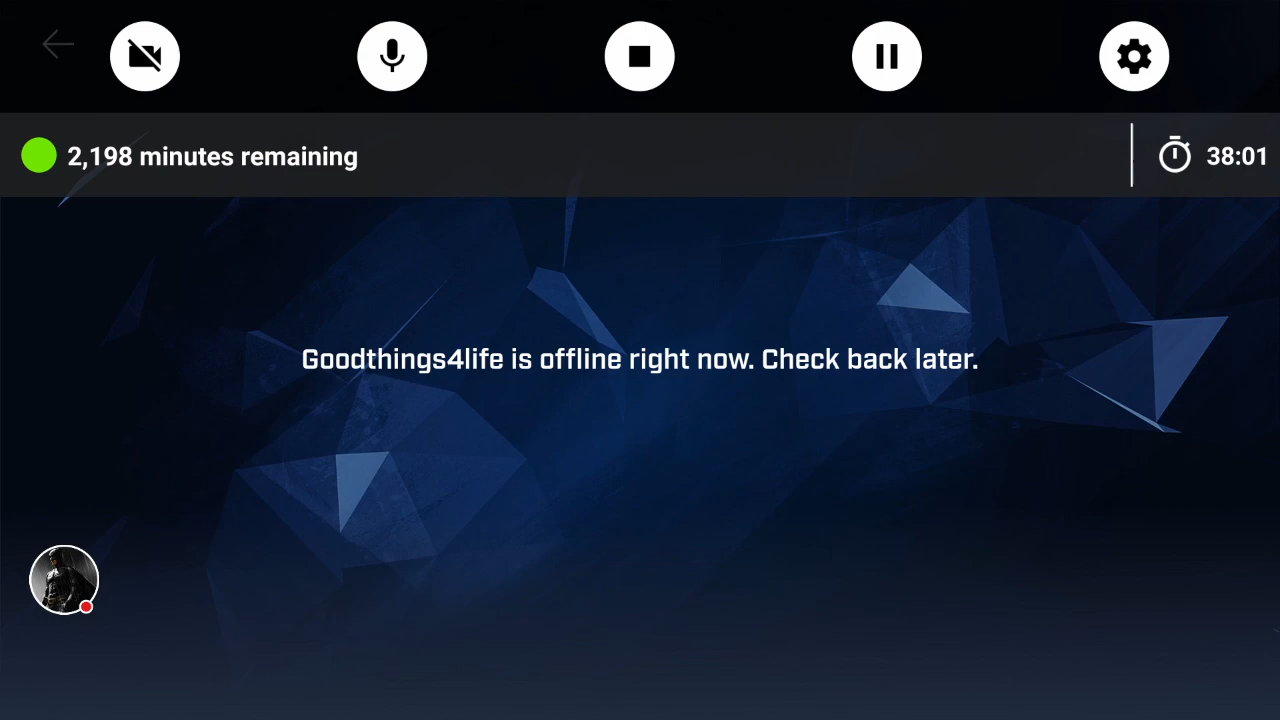 2,198 minutes remaining
38:01
Goodthings4life is offline right now. Check back later.